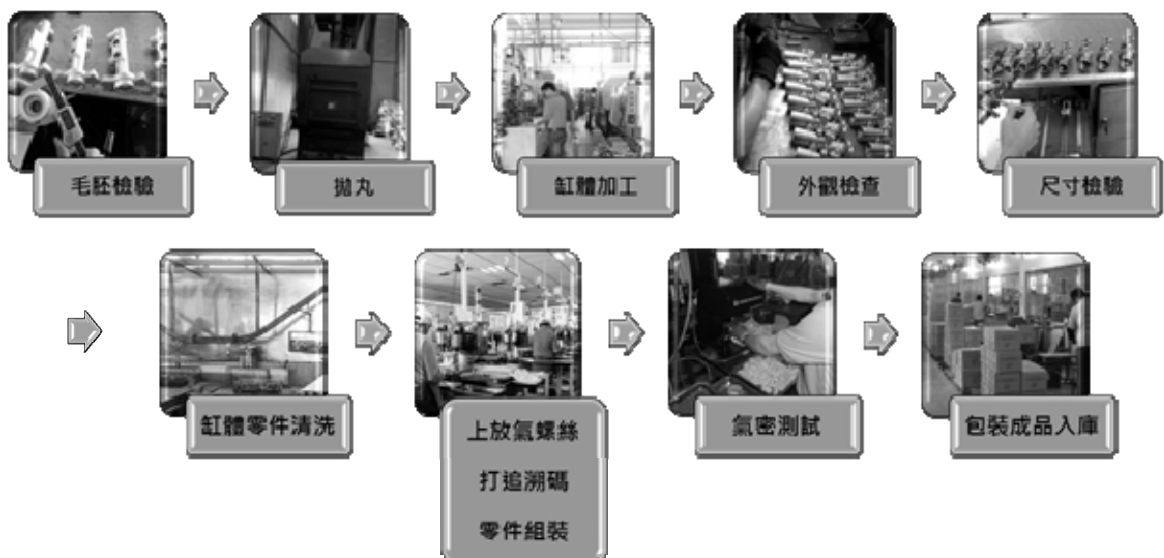 毛胚檢驗
拋丸
缸體加工
外觀檢查
尺寸檢驗
缸體零件清洗
上放氣螺絲
打追溯碼
零件組裝
氣密測試
包裝成品入庫